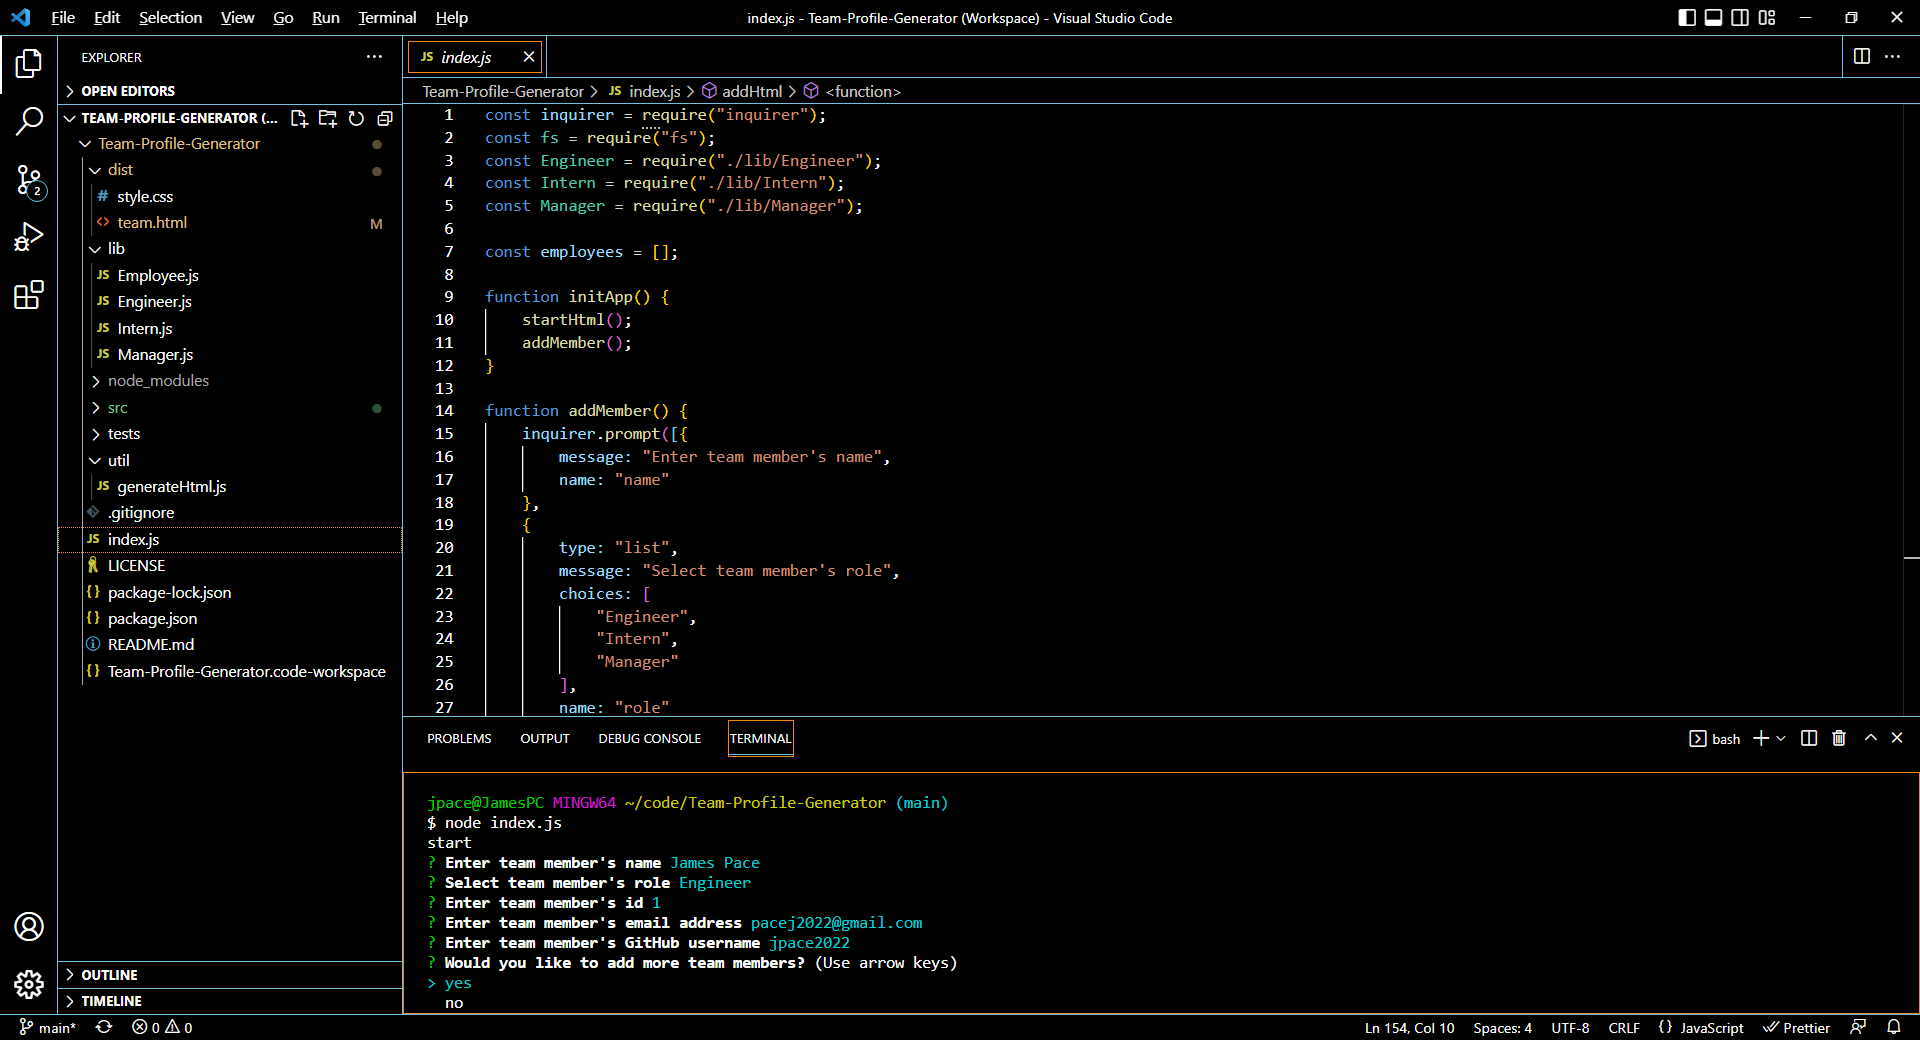 File Edit Selection View Go Run Terminal Help
index.js - Team-Profile-Generator (Workspace) - Visual Studio Code
EXPLORER
OPEN EDITORS
TEAM-PROFILE-GENERATOR (...
Team-Profile-Generator
dist
# style.css
<> team.html M
lib
JS Employee.js
JS Engineer.js
JS Intern.js
JS Manager.js
node_modules
src
tests
util
JS generateHtml.js
.gitignore
JS index.js
LICENSE
{} package-lock.json
{} package.json
README.md
{} Team-Profile-Generator.code-workspace
OUTLINE
TIMELINE
2
JS index.js
Team-Profile-Generator > JS index.js > addHtml > <function>
1 const inquirer = require("inquirer");
2 const fs = require("fs");
3 const Engineer = require("./lib/Engineer");
4 const Intern = require("./lib/Intern");
5 const Manager = require("./lib/Manager");
6
7 const employees = [];
8
9 function initApp() {
10 startHtml();
11 addMember();
12 }
13
14 function addMember() {
15 inquirer.prompt([{
16 message: "Enter team member's name",
17 name: "name"
18 },
19 {
20 type: "list",
21 message: "Select team member's role",
22 choices: [
23 "Engineer",
24 "Intern",
25 "Manager"
26 ],
27 name: "role"
PROBLEMS OUTPUT DEBUG CONSOLE TERMINAL
bash
jpace@JamesPC MINGW64 ~/code/Team-Profile-Generator (main)
$ node index.js
start
? Enter team member's name James Pace
? Select team member's role Engineer
? Enter team member's id 1
? Enter team member's email address pacej2022@gmail.com
? Enter team member's GitHub username jpace2022
? Would you like to add more team members? (Use arrow keys)
> yes
no
main* 0 0
Ln 154, Col 10 Spaces: 4 UTF-8 CRLF {} JavaScript Prettier